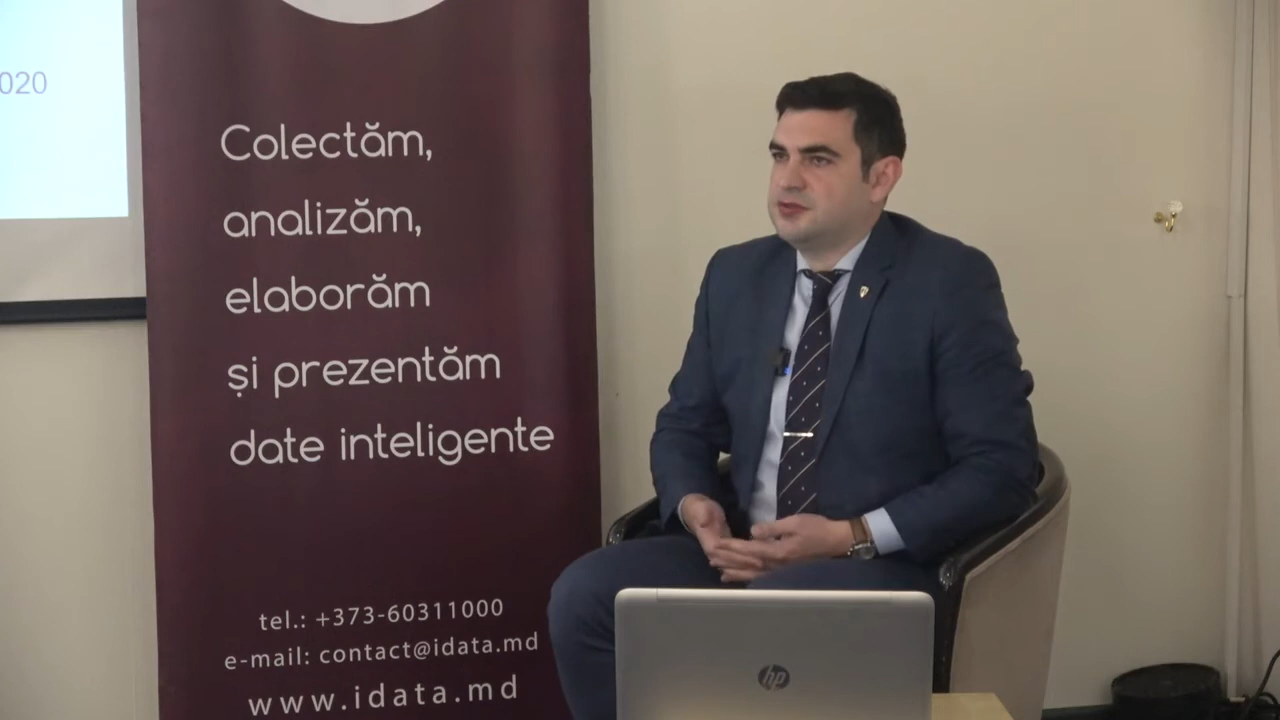 020
Colectăm,
analizăm,
elaborăm
și prezentăm
date inteligente
tel.: +373-60311000
e-mail: contact@idata.md
www.idata.md
hp